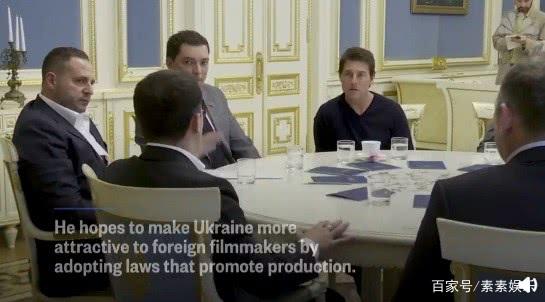 He hopes to make Ukraine more
attractive to foreign filmmakers by
adopting laws that promote production.
百家号/素素娱